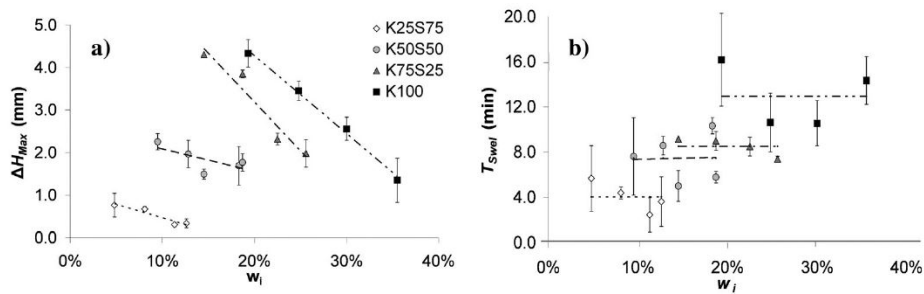 a)
K25S75
K50S50
K75S25
K100
ΔH_Max (mm)
5.0
4.0
3.0
2.0
1.0
0.0
0% 10% 20% 30% 40%
w_i
b)
T_Swel (min)
20.0
16.0
12.0
8.0
4.0
0.0
0% 10% 20% 30% 40%
w_i